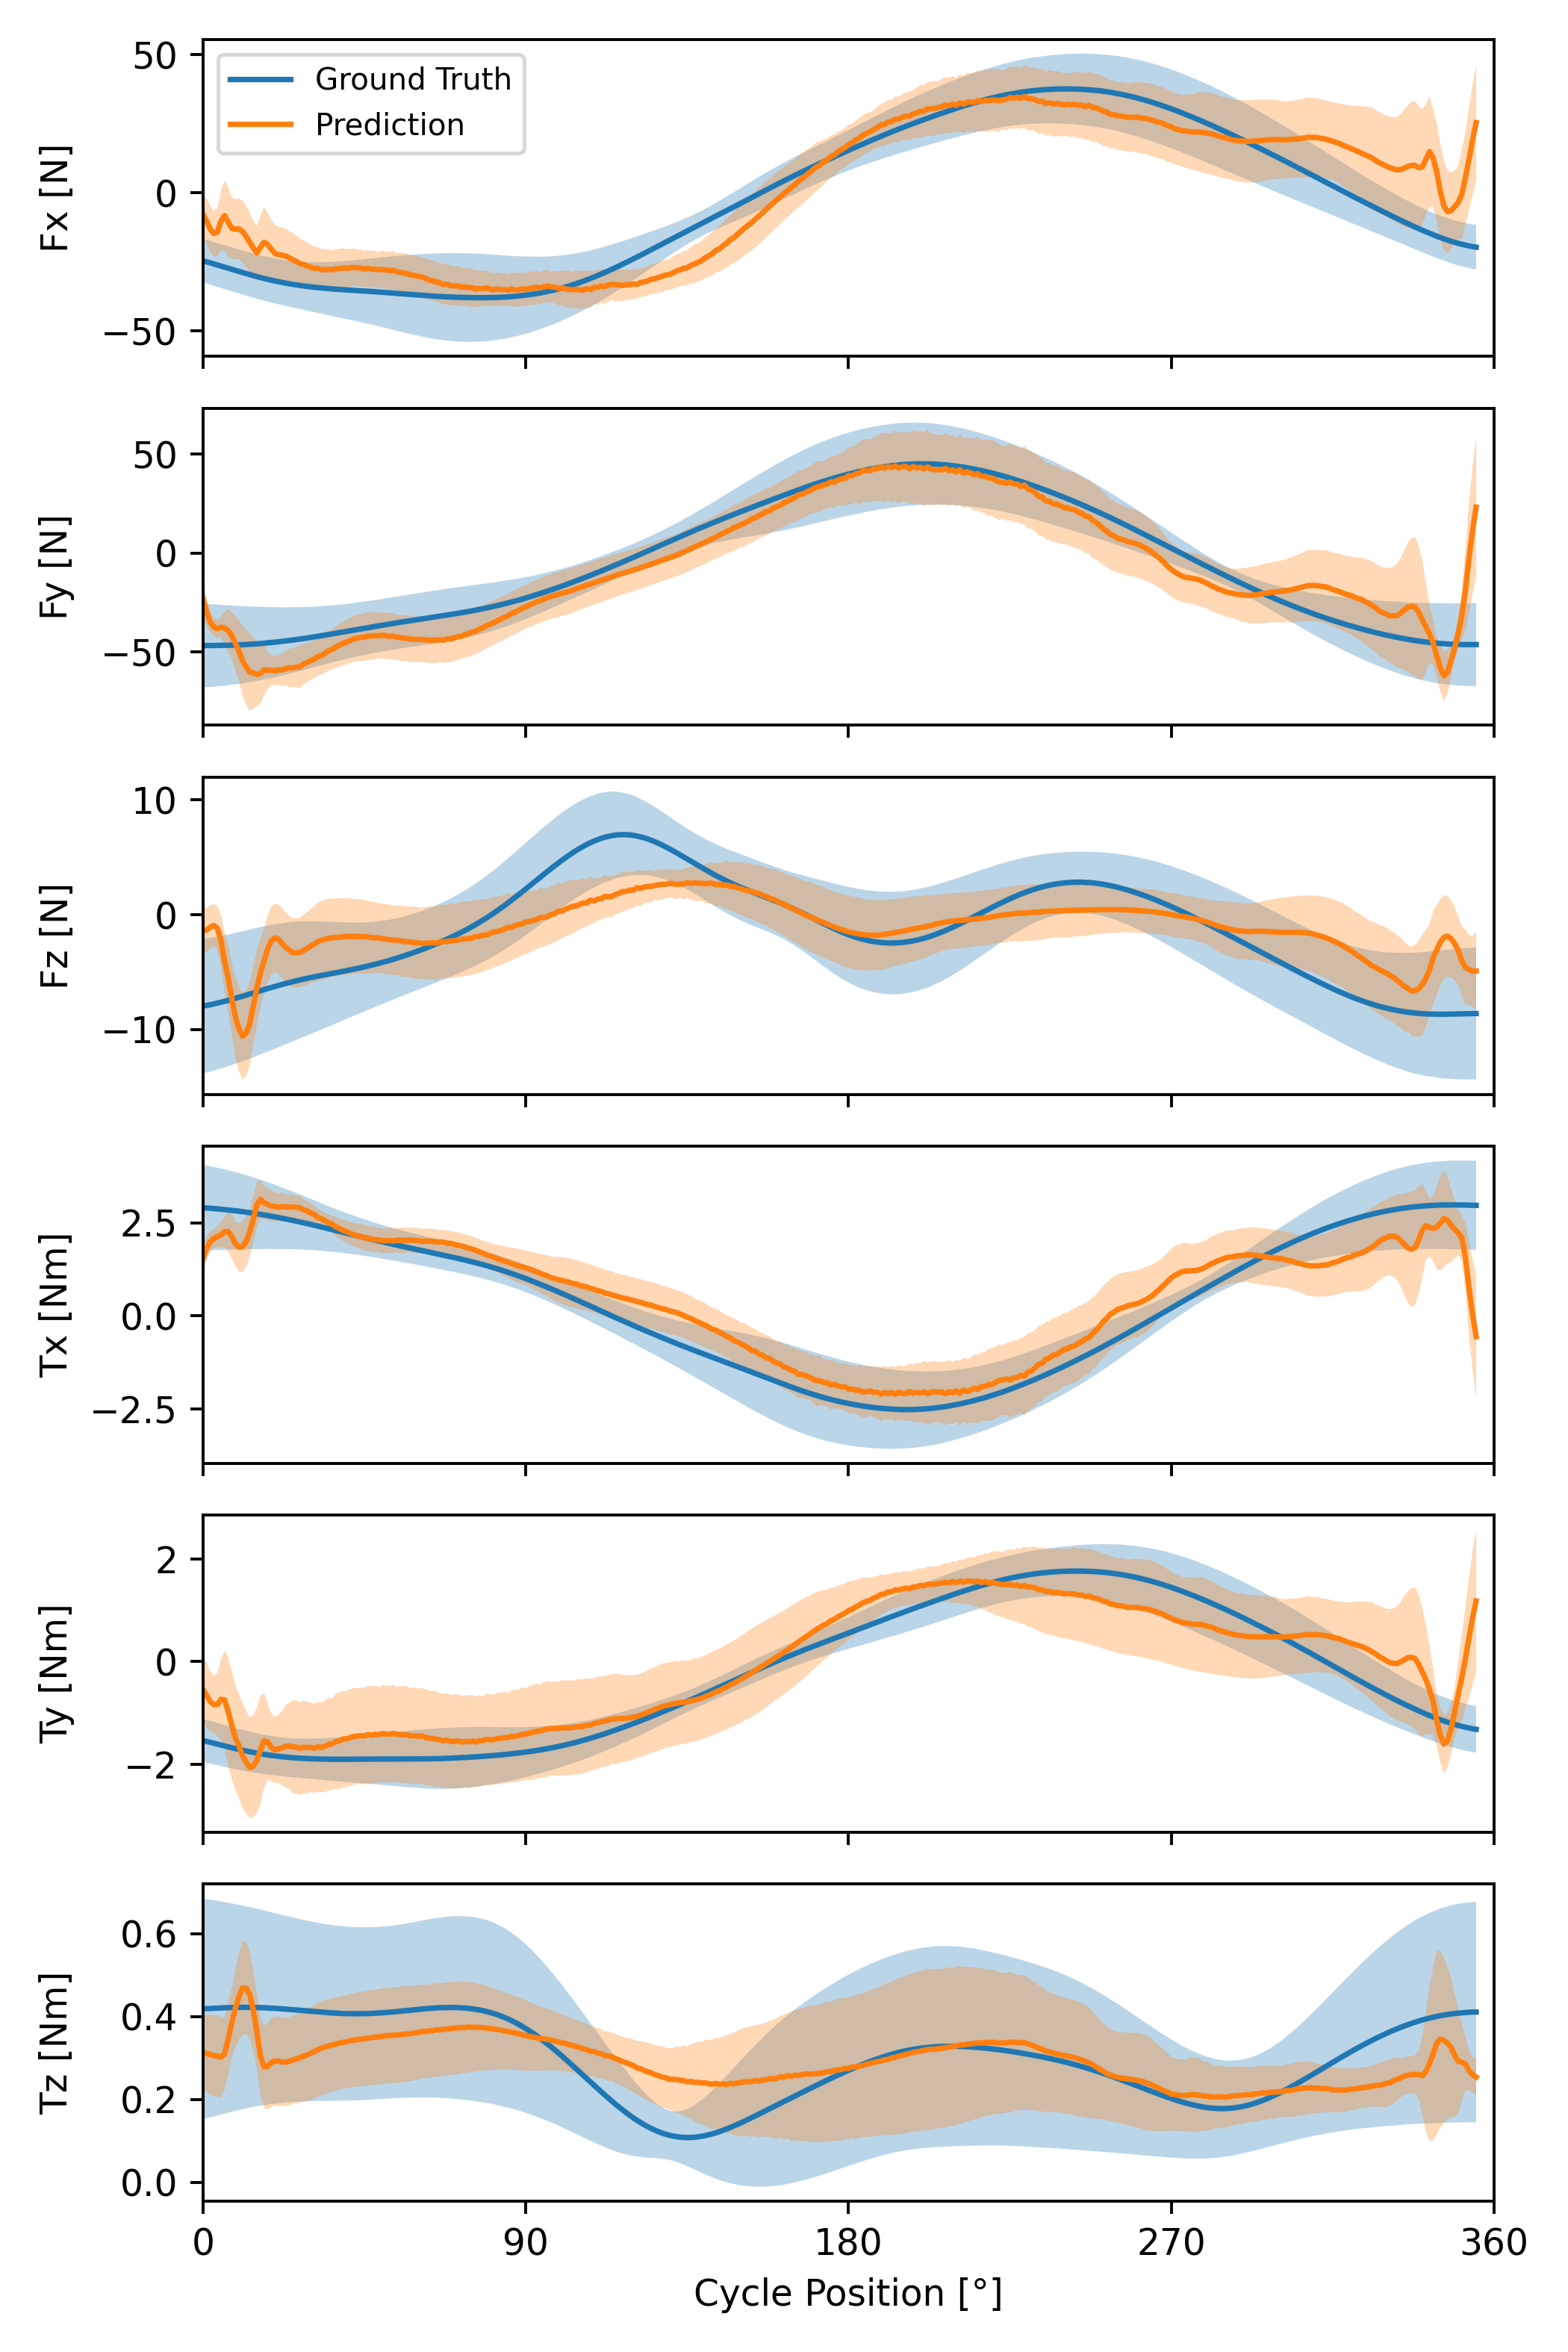 Fx [N]
50
0
−50
Ground Truth
Prediction
Fy [N]
50
0
−50
Fz [N]
10
0
−10
Tx [Nm]
2.5
0.0
−2.5
Ty [Nm]
2
0
−2
Tz [Nm]
0.6
0.4
0.2
0.0
0 90 180 270 360
Cycle Position [°]